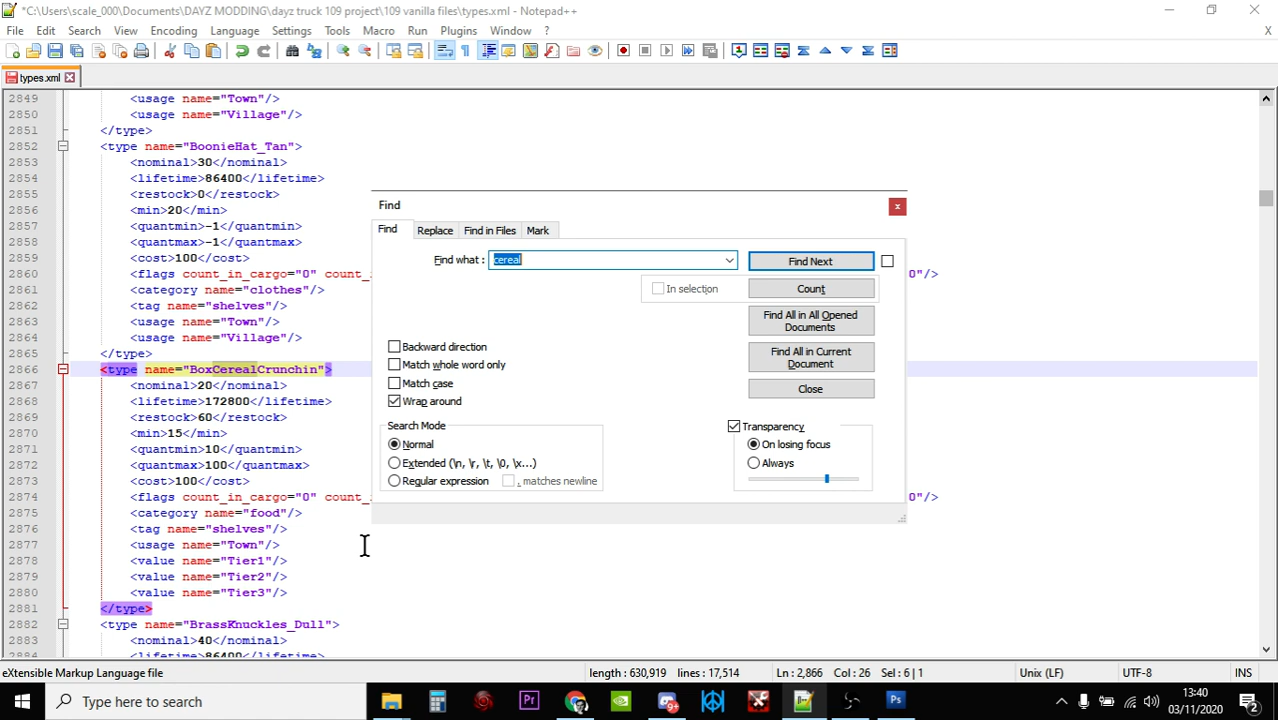 *C:\Users\scale_000\Documents\DAYZ MODDING\dayz truck 109 project\109 vanilla files\types.xml - Notepad++
File Edit Search View Encoding Language Settings Tools Macro Run Plugins Window ? X
types.xml
2849 <usage name="Town"/>
2850 <usage name="Village"/>
2851 </type>
2852 <type name="BoonieHat_Tan">
2853 <nominal>30</nominal>
2854 <lifetime>86400</lifetime>
2855 <restock>0</restock>
2856 <min>20</min>
2857 <quantmin>-1</quantmin>
2858 <quantmax>-1</quantmax>
2859 <cost>100</cost>
2860 <flags count_in_cargo="0" 0"/>
2861 <category name="clothes"/>
2862 <tag name="shelves"/>
2863 <usage name="Town"/>
2864 <usage name="Village"/>
2865 </type>
2866 <type name="BoxCerealCrunchin">
2867 <nominal>20</nominal>
2868 <lifetime>172800</lifetime>
2869 <restock>60</restock>
2870 <min>15</min>
2871 <quantmin>10</quantmin>
2872 <quantmax>100</quantmax>
2873 <cost>100</cost>
2874 <flags count_in_cargo="0" 0"/>
2875 <category name="food"/>
2876 <tag name="shelves"/>
2877 <usage name="Town"/>
2878 <value name="Tier1"/>
2879 <value name="Tier2"/>
2880 <value name="Tier3"/>
2881 </type>
2882 <type name="BrassKnuckles_Dull">
2883 <nominal>40</nominal>
2884 <lifetime>86400</lifetime>
Find
Find Replace Find in Files Mark
Find what : cereal Find Next
In selection Count
Find All in All Opened
Documents
Find All in Current
Document
Close
Backward direction
Match whole word only
Match case
Wrap around
Search Mode
Normal
Extended (\n, \r, \t, \0, \x...)
Regular expression . matches newline
Transparency
On losing focus
Always
eXtensible Markup Language file length : 630,919 lines : 17,514 Ln : 2,866 Col : 26 Sel : 6 | 1 Unix (LF) UTF-8 INS
Type here to search
13:40
03/11/2020
2